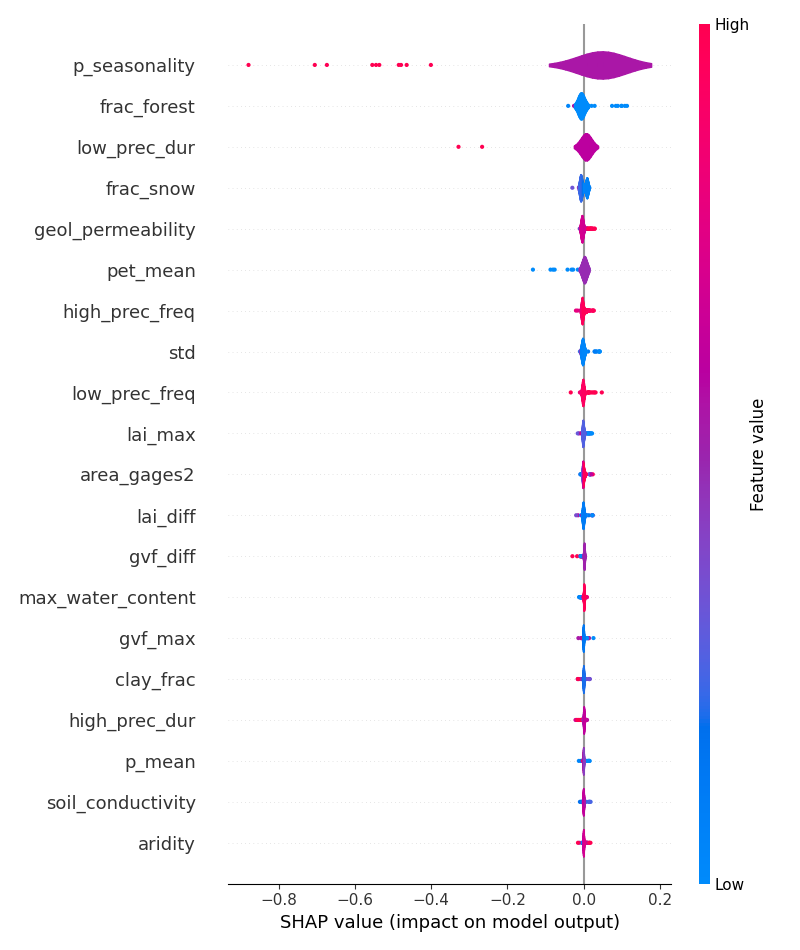 High
p_seasonality
frac_forest
low_prec_dur
frac_snow
geol_permeability
pet_mean
high_prec_freq
std
low_prec_freq
lai_max
area_gages2
lai_diff
gvf_diff
max_water_content
gvf_max
clay_frac
high_prec_dur
p_mean
soil_conductivity
aridity
Feature value
Low
−0.8 −0.6 −0.4 −0.2 0.0 0.2
SHAP value (impact on model output)